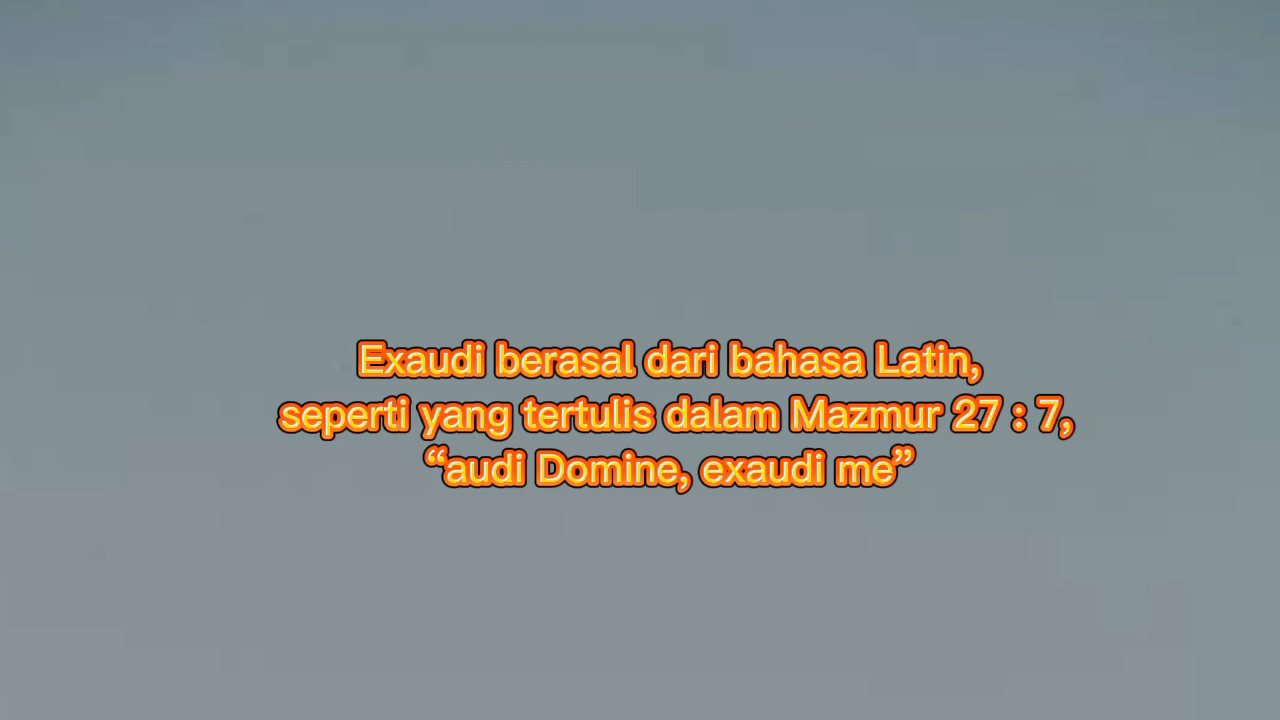 Exaudi berasal dari bahasa Latin,
seperti yang tertulis dalam Mazmur 27 : 7,
“audi Domine, exaudi me”